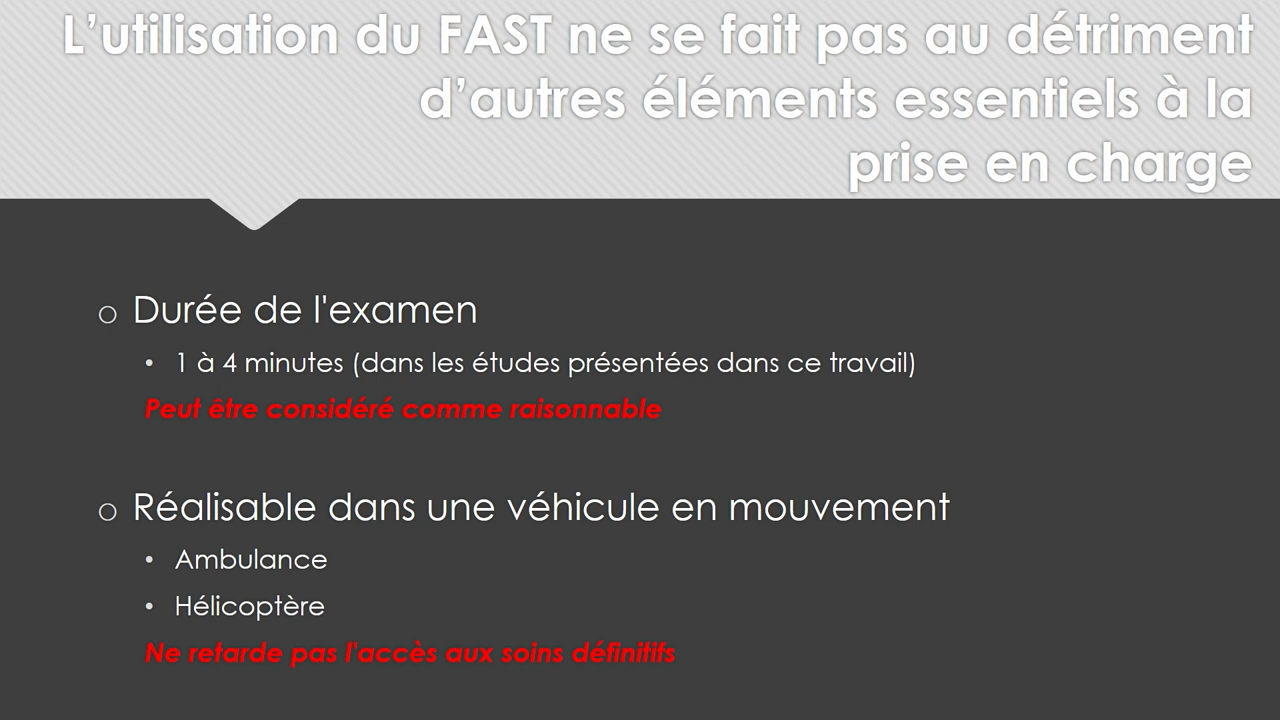 L’utilisation du FAST ne se fait pas au détriment
d’autres éléments essentiels à la
prise en charge
o Durée de l'examen
• 1 à 4 minutes (dans les études présentées dans ce travail)
Peut être considéré comme raisonnable
o Réalisable dans une véhicule en mouvement
• Ambulance
• Hélicoptère
Ne retarde pas l'accès aux soins définitifs